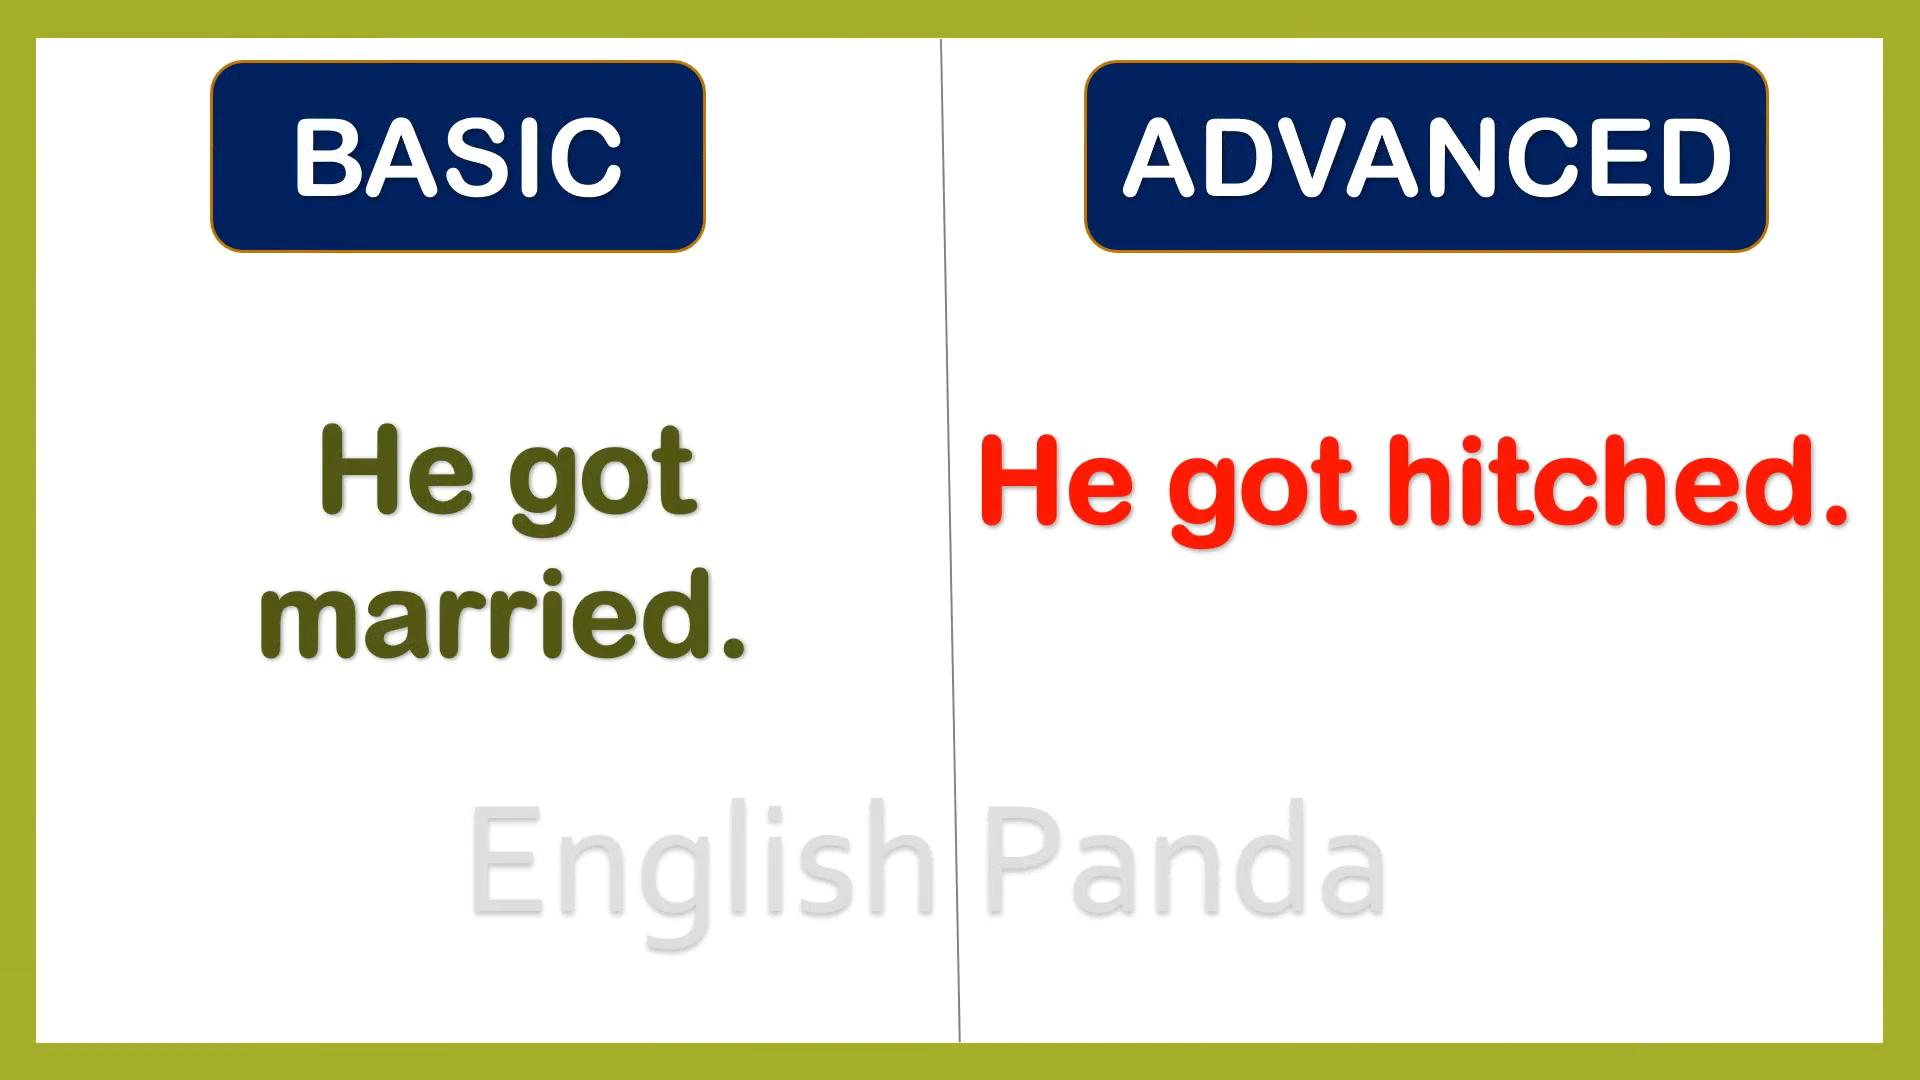 BASIC
He got
married.
ADVANCED
He got hitched.
English Panda